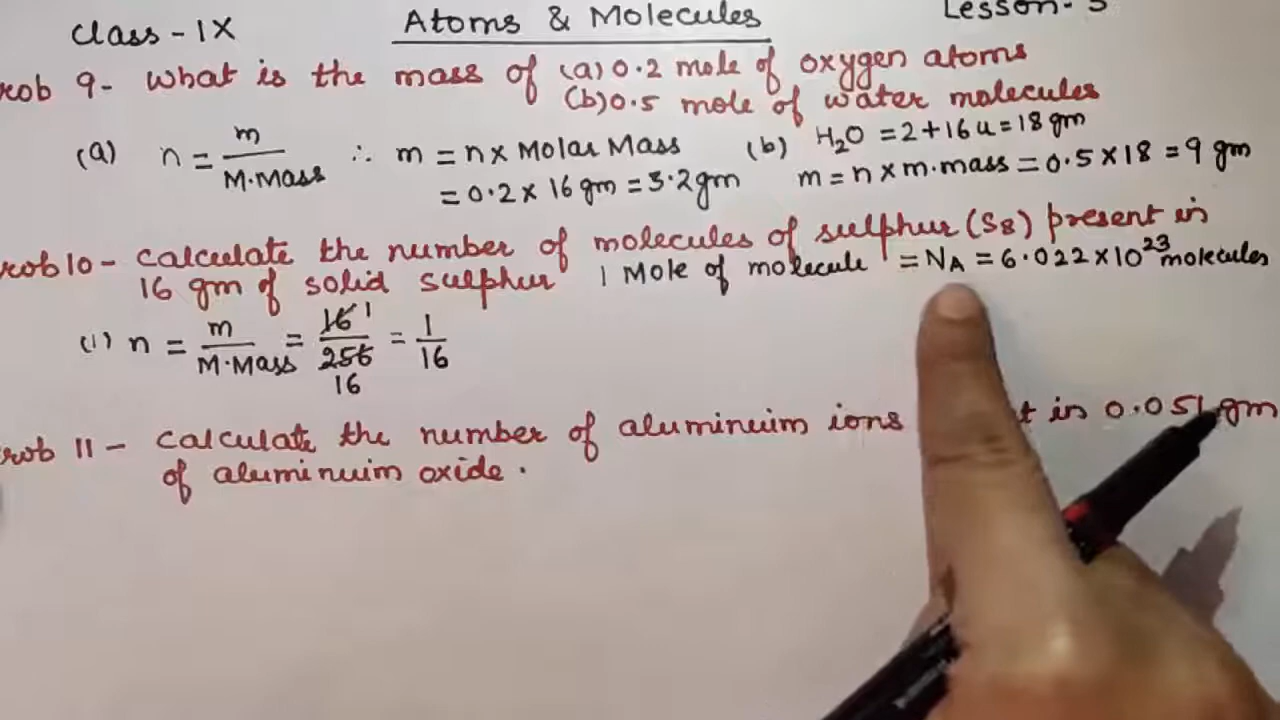 Class - IX Atoms & Molecules Lesson - 3
rob 9 - What is the mass of (a) 0.2 mole of oxygen atoms
(b) 0.5 mole of water molecules
(a) n = m / M.Mass ∴ m = n × Molar Mass
= 0.2 × 16 gm = 3.2 gm
(b) H₂O = 2 + 16 u = 18 gm
m = n × m.mass = 0.5 × 18 = 9 gm
rob 10 - Calculate the number of molecules of sulphur (S8) present in
16 gm of solid sulphur
1 Mole of molecule = NA = 6.022 × 10²³ molecules
(1) n = m / M.Mass = 16 1 / 256 16 = 1 / 16
rob 11 - Calculate the number of aluminium ions t in 0.051 gm
of aluminium oxide.